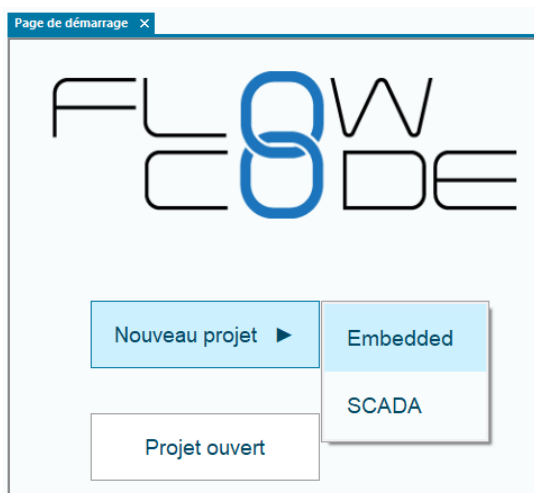 Page de démarrage X
FLOW
CODE
Nouveau projet ►
Embedded
SCADA
Projet ouvert